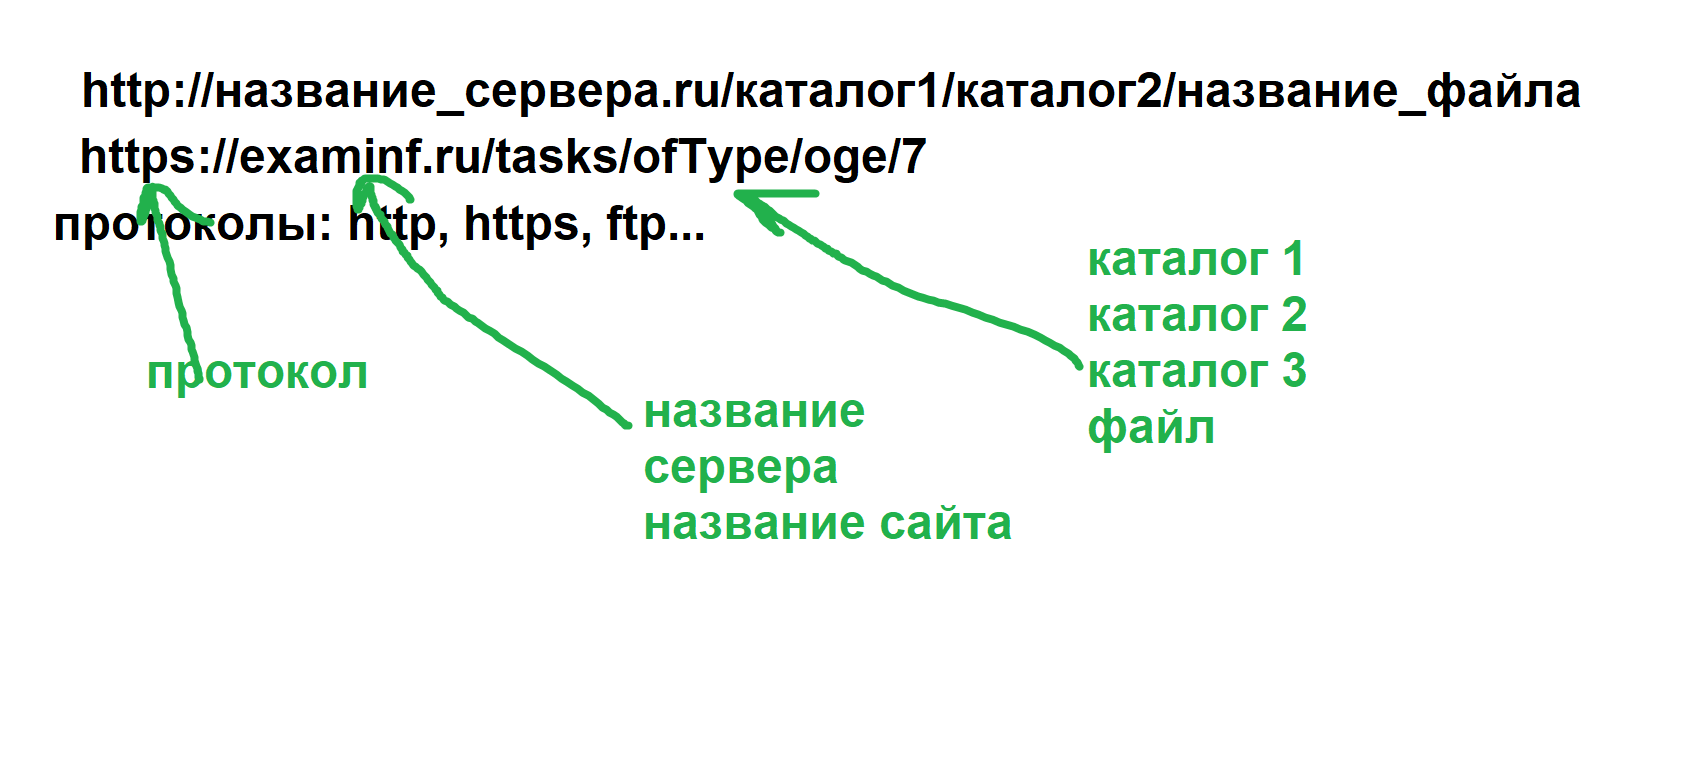 http://название_сервера.ru/каталог1/каталог2/название_файла
https://examinf.ru/tasks/ofType/oge/7
протоколы: http, https, ftp...
протокол
название
сервера
название сайта
каталог 1
каталог 2
каталог 3
файл